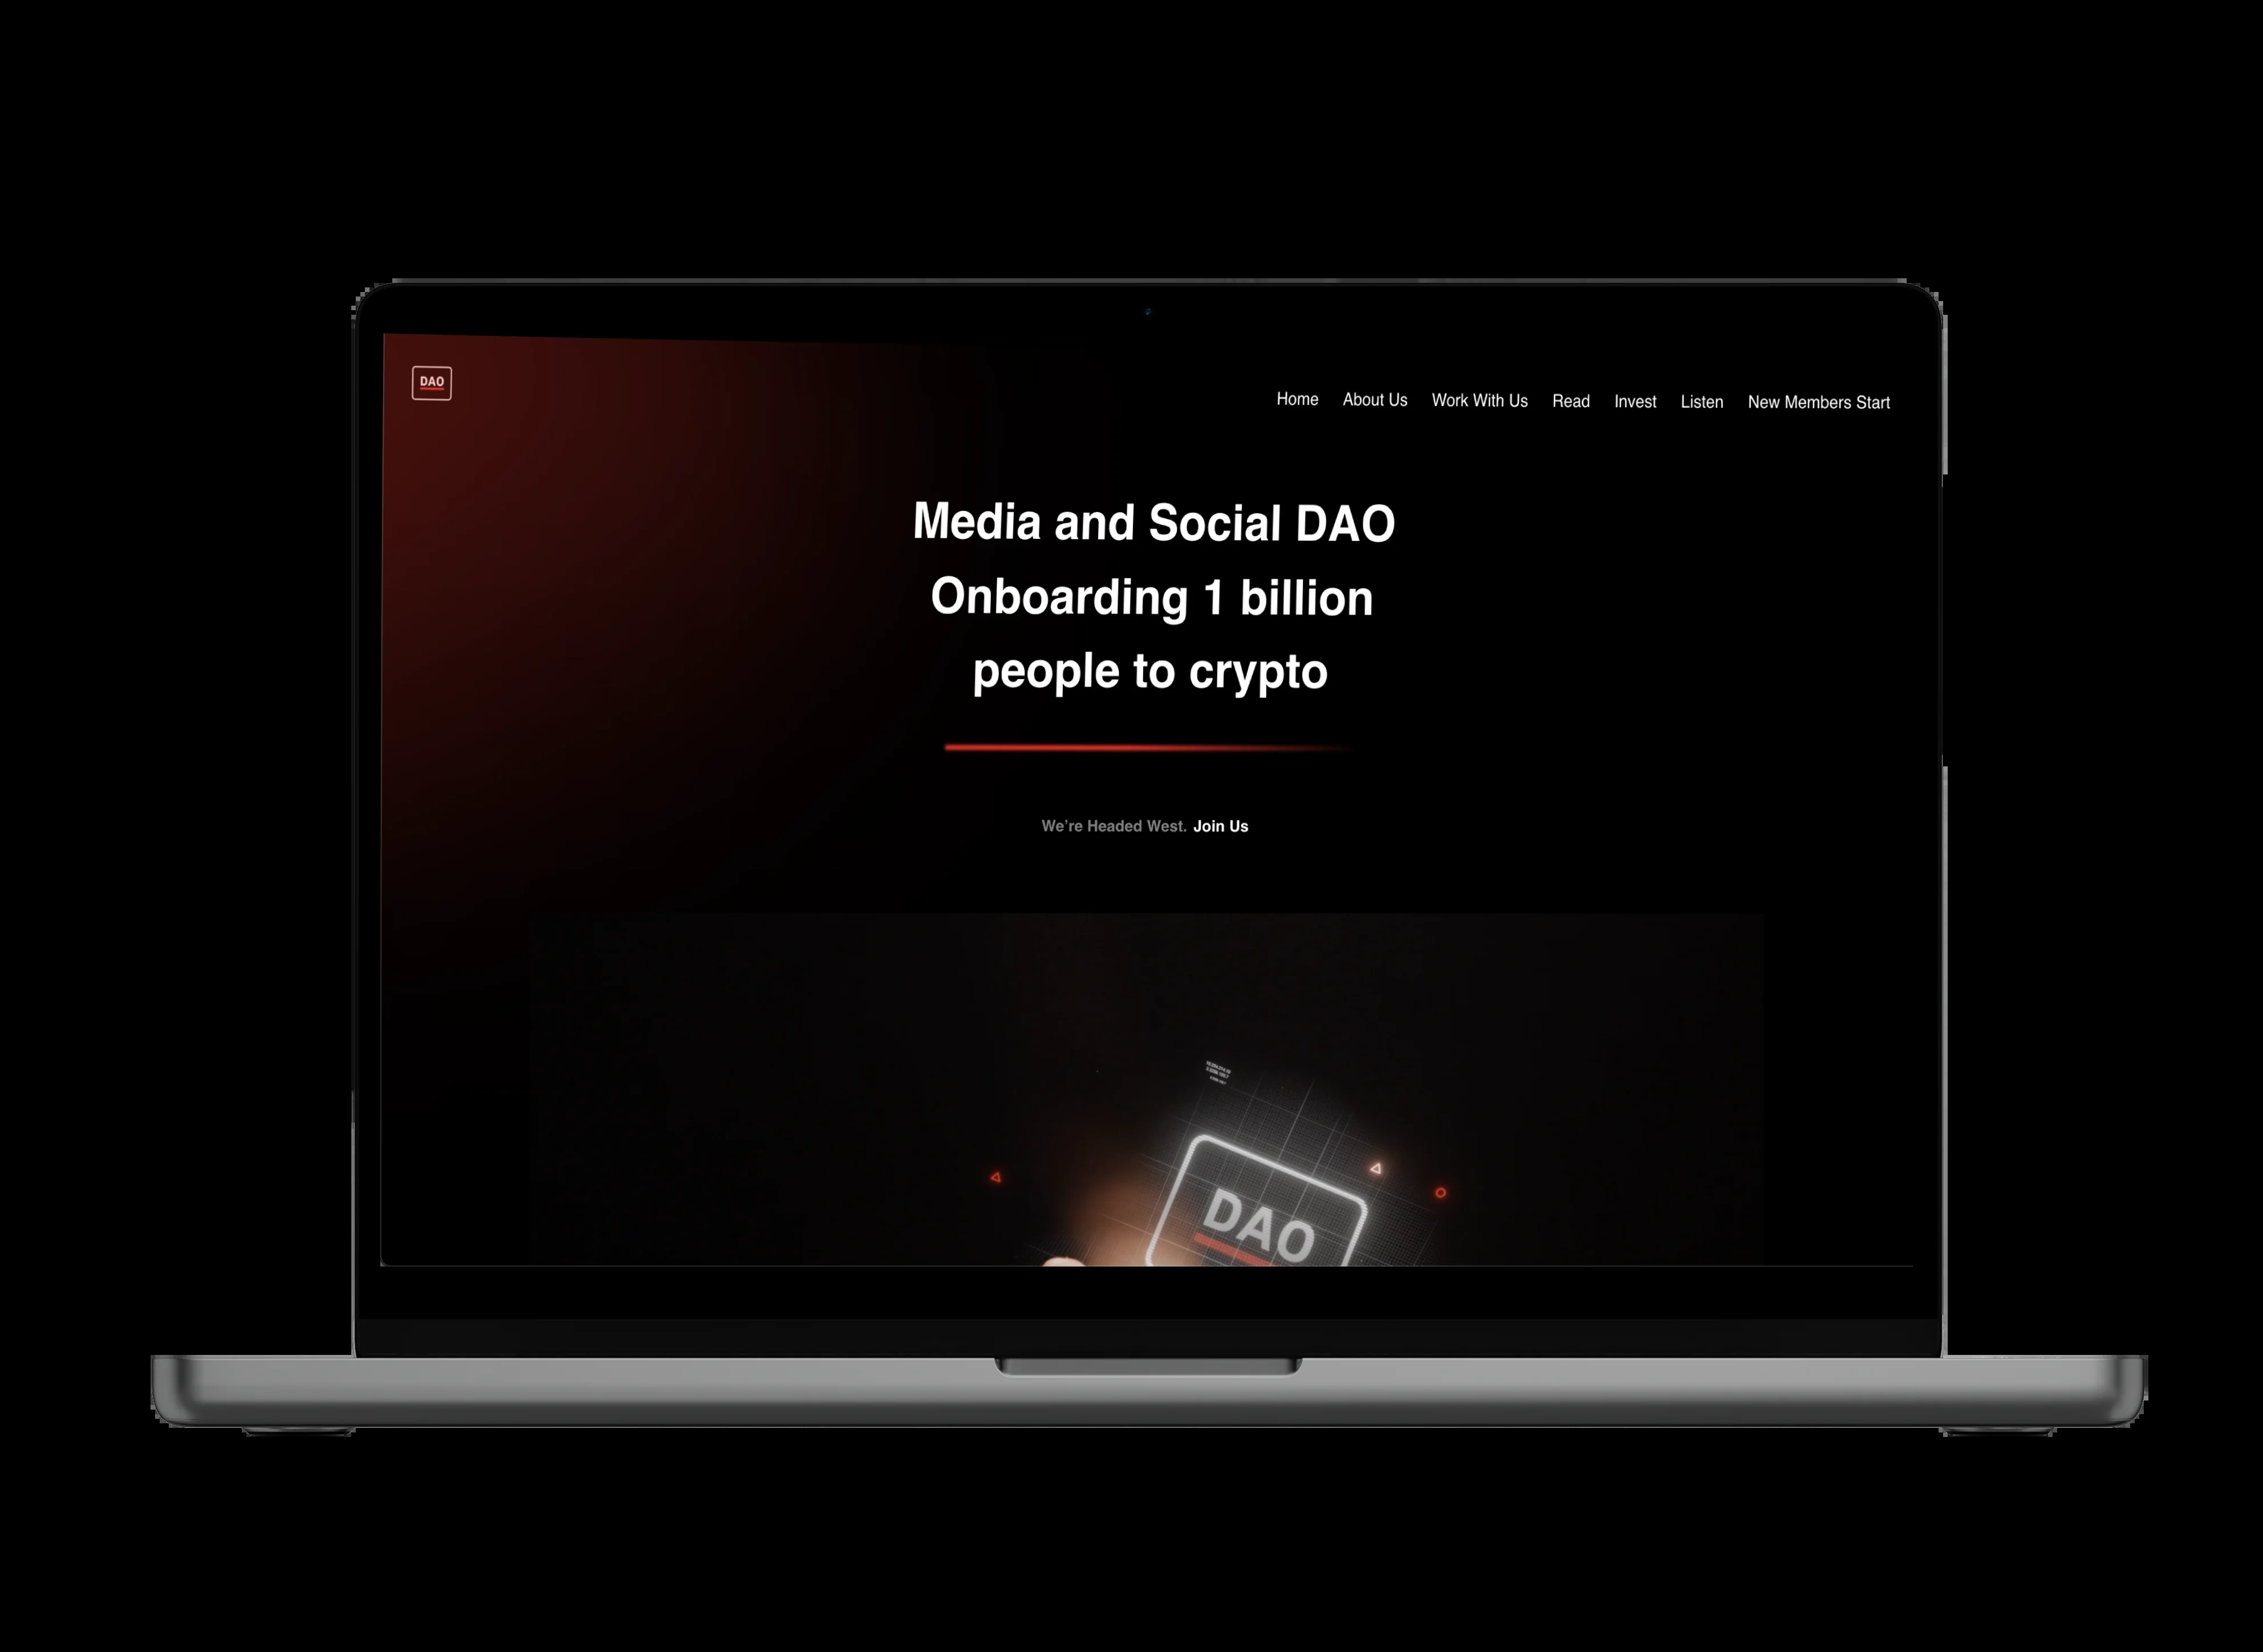 DAO
Home About Us Work With Us Read Invest Listen New Members Start
Media and Social DAO
Onboarding 1 billion
people to crypto
We're Headed West. Join Us
DAO